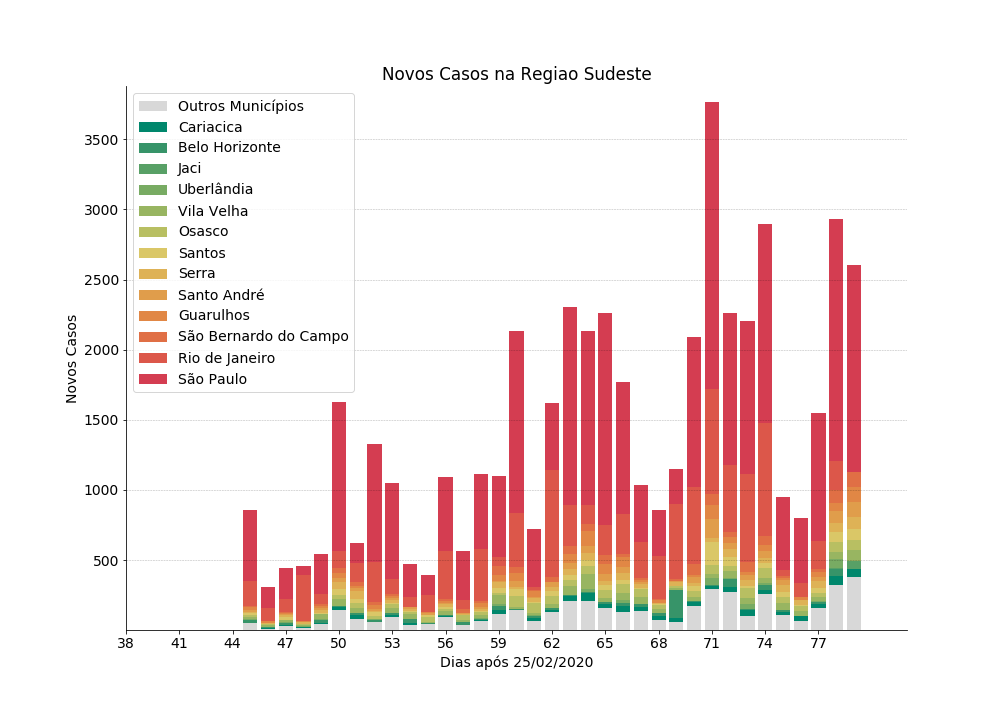 Novos Casos na Regiao Sudeste
Outros Municípios
Cariacica
Belo Horizonte
Jaci
Uberlândia
Vila Velha
Osasco
Santos
Serra
Santo André
Guarulhos
São Bernardo do Campo
Rio de Janeiro
São Paulo
Novos Casos
3500
3000
2500
2000
1500
1000
500
38 41 44 47 50 53 56 59 62 65 68 71 74 77
Dias após 25/02/2020